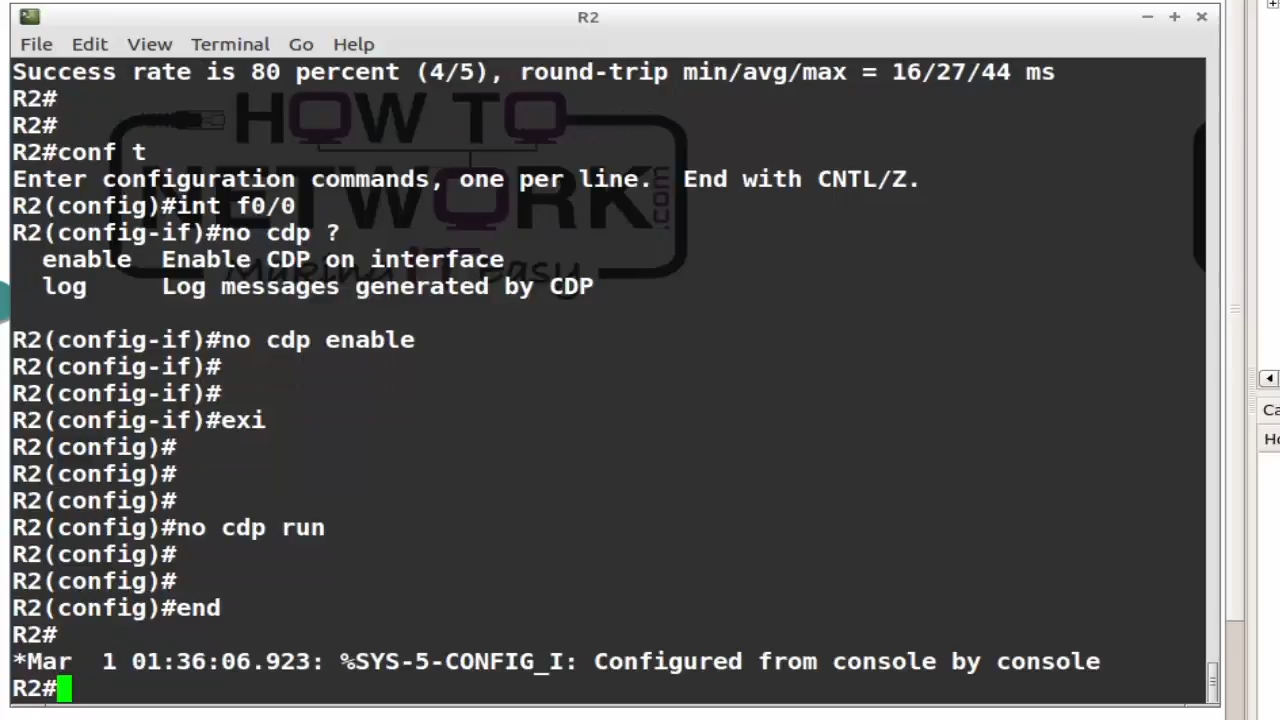 R2
File Edit View Terminal Go Help
Success rate is 80 percent (4/5), round-trip min/avg/max = 16/27/44 ms
R2#
R2#
R2#conf t
Enter configuration commands, one per line.  End with CNTL/Z.
R2(config)#int f0/0
R2(config-if)#no cdp ?
  enable  Enable CDP on interface
  log     Log messages generated by CDP
R2(config-if)#no cdp enable
R2(config-if)#
R2(config-if)#
R2(config-if)#exi
R2(config)#
R2(config)#
R2(config)#
R2(config)#no cdp run
R2(config)#
R2(config)#
R2(config)#end
R2#
*Mar  1 01:36:06.923: %SYS-5-CONFIG_I: Configured from console by console
R2#
HOW TO
NETWORK.com
Making iT Easy
Ca
Ho